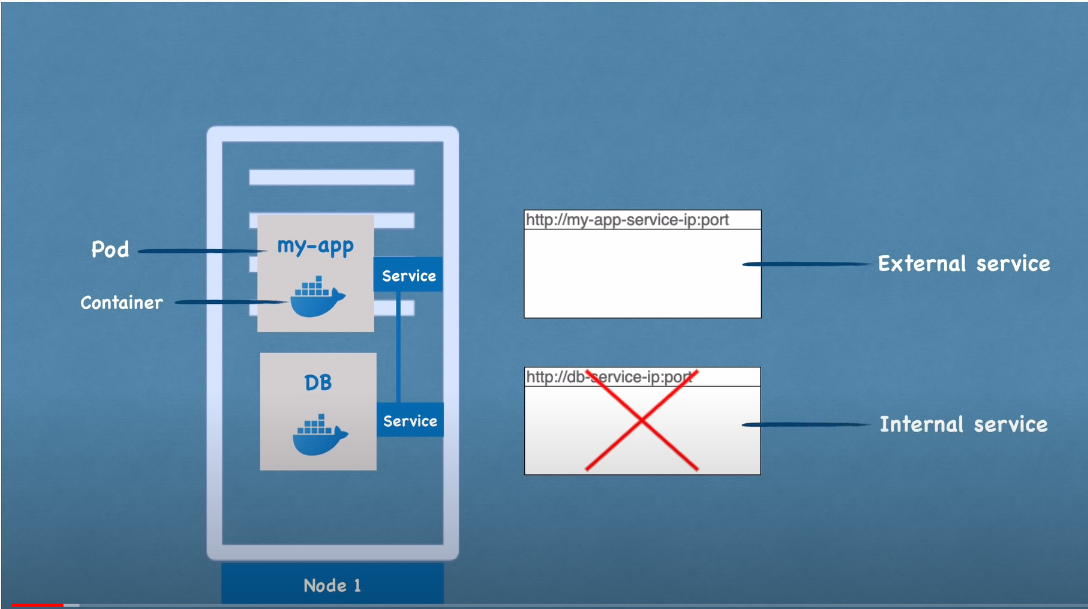 http://my-app-service-ip:port
Pod
my-app
Service
External service
Container
http://db-service-ip:port
DB
Service
Internal service
Node 1